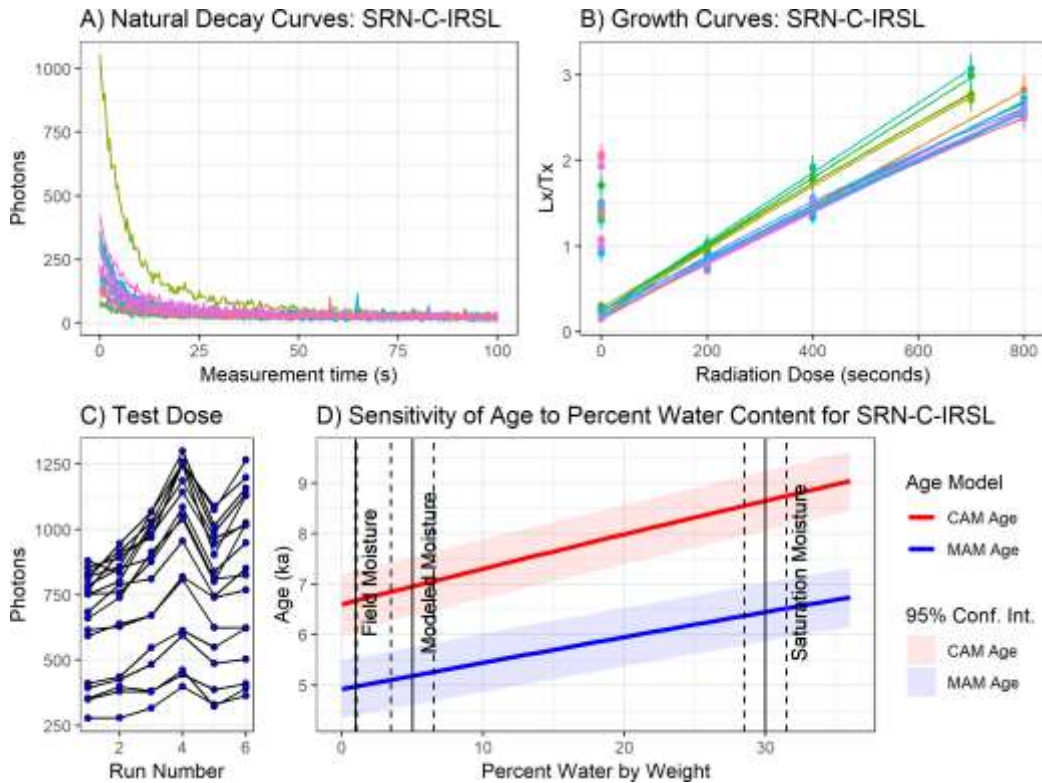 A) Natural Decay Curves: SRN-C-IRSL
1000
750
500
250
0
Photons
0 25 50 75 100
Measurement time (s)
B) Growth Curves: SRN-C-IRSL
3
2
1
0
Lx/Tx
0 200 400 600 800
Radiation Dose (seconds)
C) Test Dose
1250
1000
750
500
250
Photons
2 4 6
Run Number
D) Sensitivity of Age to Percent Water Content for SRN-C-IRSL
9
8
7
6
5
Age (ka)
Field Moisture
Modeled Moisture
Saturation Moisture
0 10 20 30
Percent Water by Weight
Age Model
CAM Age
MAM Age
95% Conf. Int.
CAM Age
MAM Age